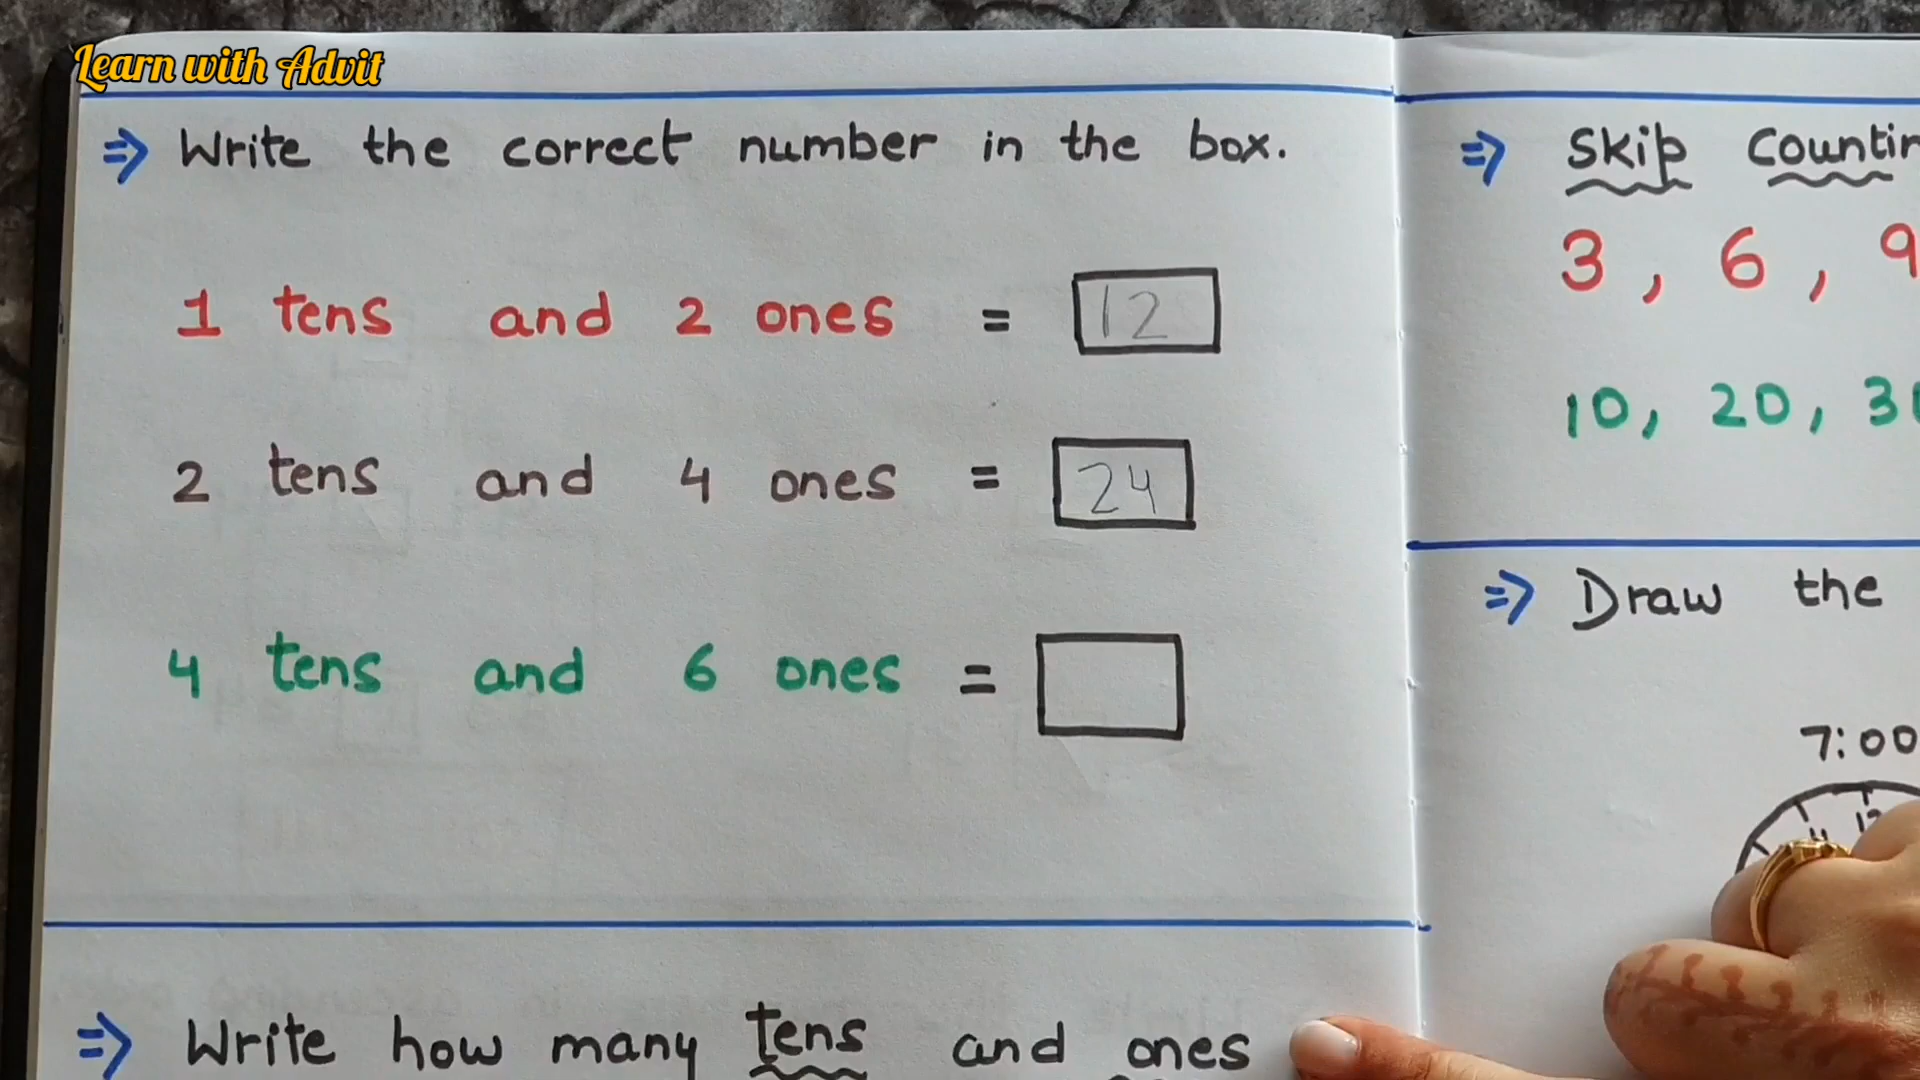 Learn with Advit
⇒ Write the correct number in the box.
1 tens and 2 ones = 12
2 tens and 4 ones = 24
4 tens and 6 ones =
⇒ Write how many tens and ones
⇒ Skip
3, 6, 9
10, 20,
⇒ Draw the
7:00